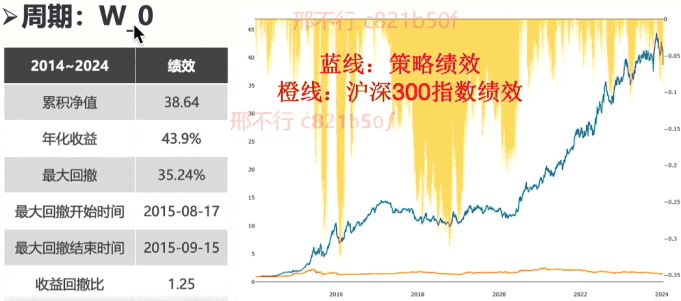 ➢周期：W_0
2014~2024 绩效
累积净值 38.64
年化收益 43.9%
最大回撤 35.24%
最大回撤开始时间 2015-08-17
最大回撤结束时间 2015-09-15
收益回撤比 1.25
邢不行 c821b50f
蓝线：策略绩效
橙线：沪深300指数绩效
邢不行 c821b50f
45
40
35
30
25
20
15
10
5
0
0
-0.05
-0.1
-0.15
-0.2
-0.25
-0.3
-0.35
2016 2018 2020 2022 2024